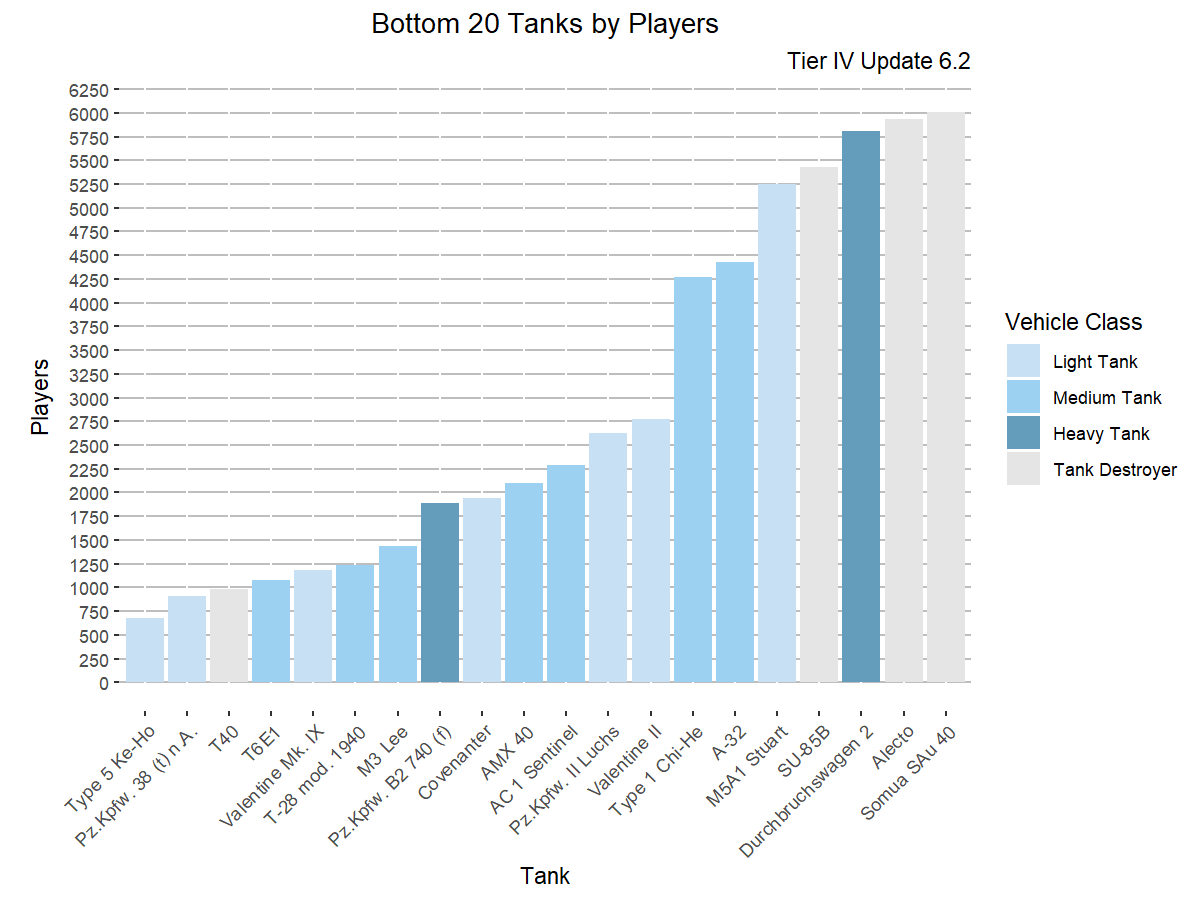 Bottom 20 Tanks by Players
Tier IV Update 6.2
6250
6000
5750
5500
5250
5000
4750
4500
4250
4000
3750
3500
3250
3000
2750
2500
2250
2000
1750
1500
1250
1000
750
500
250
0
Players
Type 5 Ke-Ho
Pz.Kpfw. 38 (t) n.A.
T40
T6E1
Valentine Mk. IX
T-28 mod. 1940
M3 Lee
Pz.Kpfw. B2 740 (f)
Covenanter
AMX 40
AC 1 Sentinel
Pz.Kpfw. II Luchs
Valentine II
Type 1 Chi-He
A-32
M5A1 Stuart
SU-85B
Durchbruchswagen 2
Alecto
Somua SAu 40
Tank
Vehicle Class
Light Tank
Medium Tank
Heavy Tank
Tank Destroyer